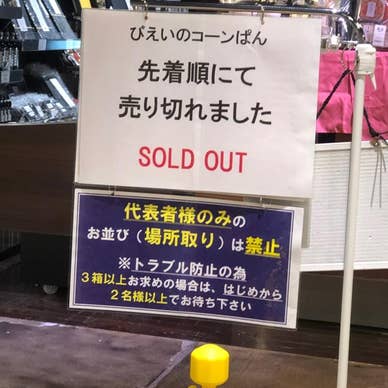 びえいのコーンぱん
先着順にて
売り切れました
SOLD OUT
代表者様のみの
お並び（場所取り）は禁止
※トラブル防止の為
３箱以上お求めの場合は、はじめから
２名様以上でお待ち下さい